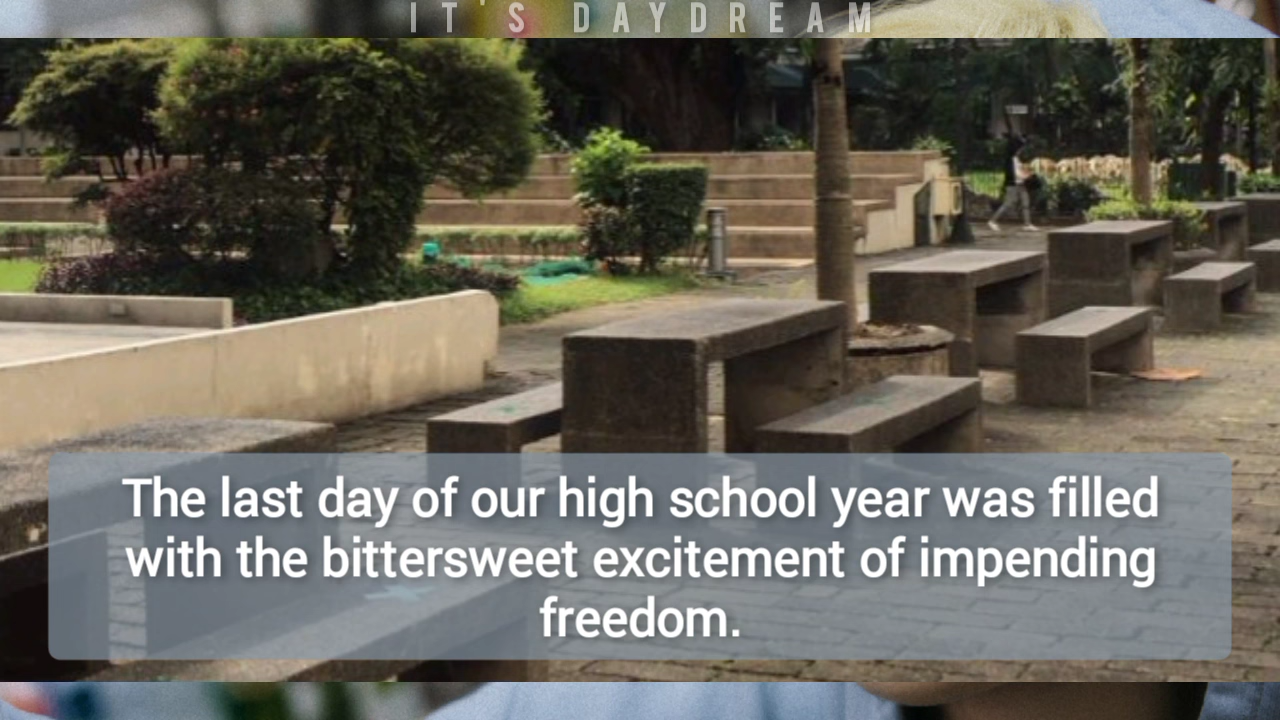 IT'S DAYDREAM
The last day of our high school year was filled
with the bittersweet excitement of impending
freedom.